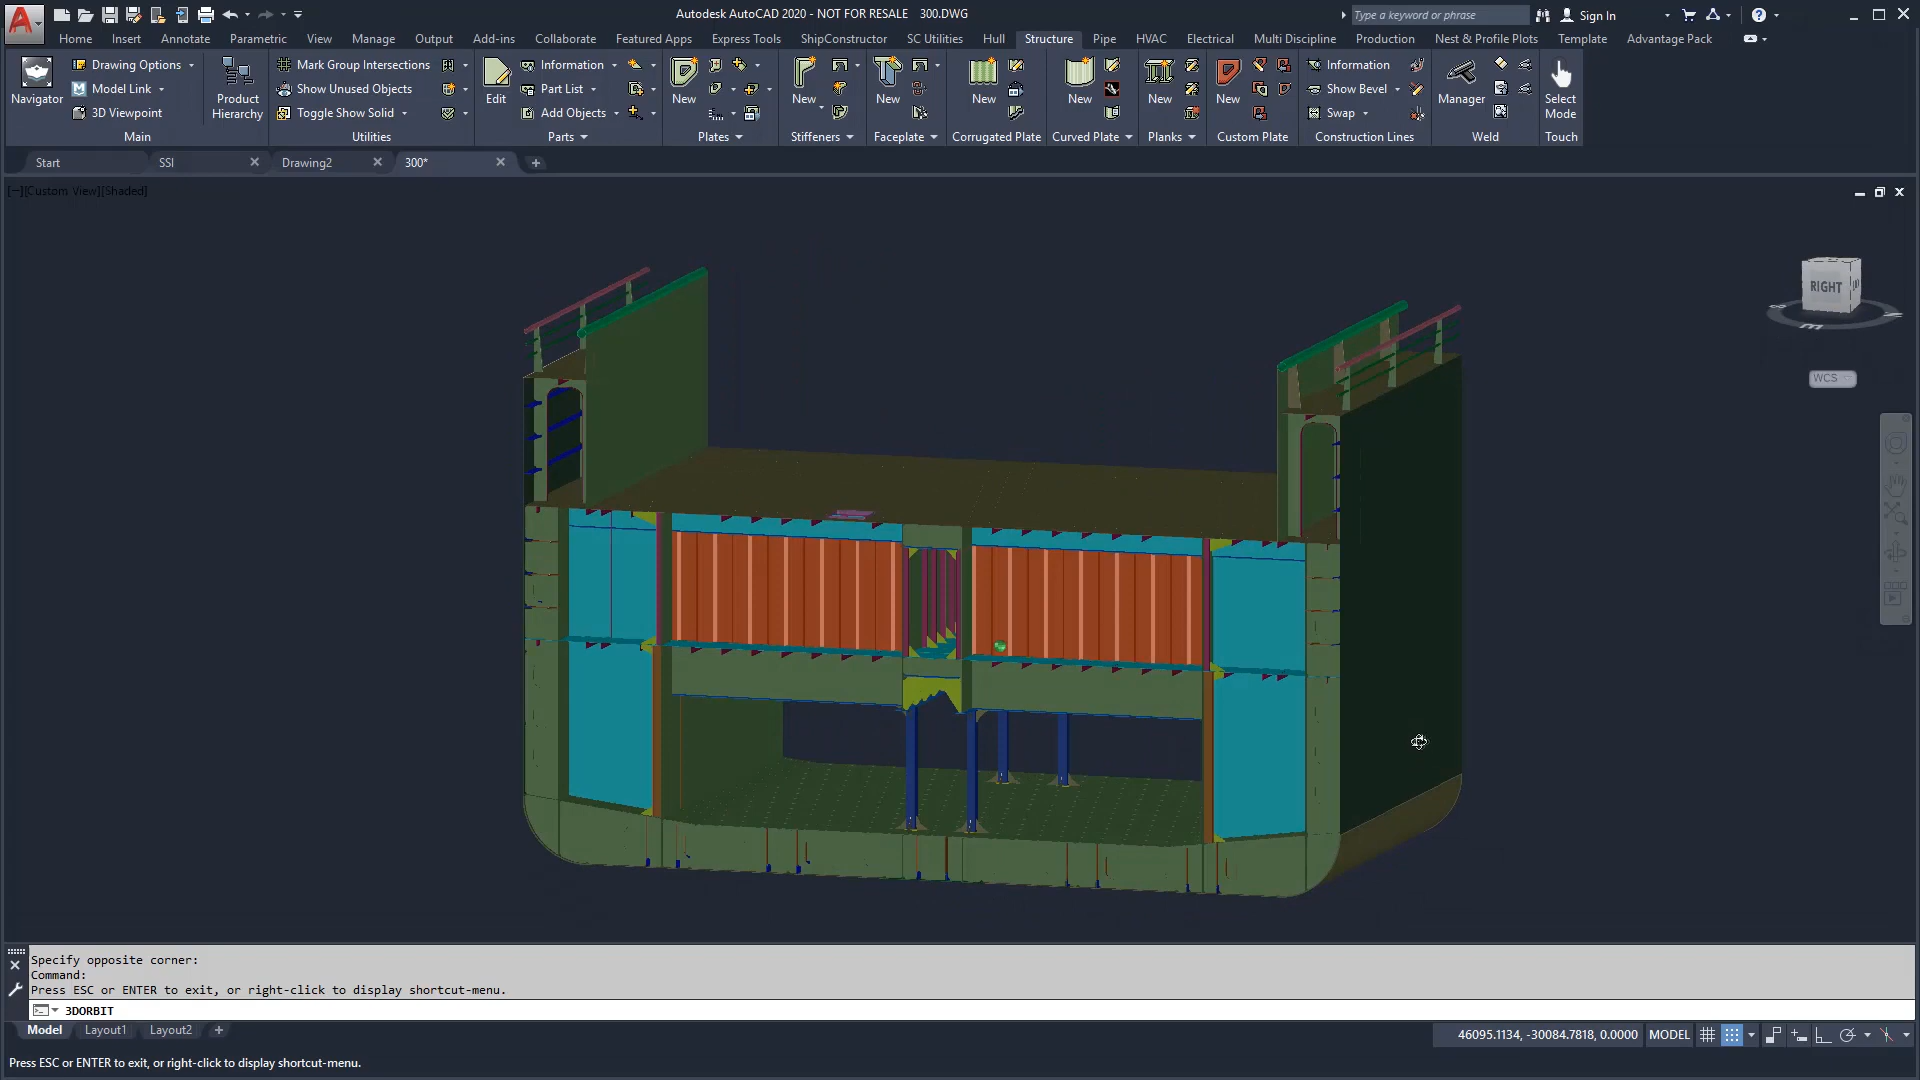 Autodesk AutoCAD 2020 - NOT FOR RESALE 300.DWG
Type a keyword or phrase
Sign In
Home Insert Annotate Parametric View Manage Output Add-ins Collaborate Featured Apps Express Tools ShipConstructor SC Utilities Hull Structure Pipe HVAC Electrical Multi Discipline Production Nest & Profile Plots Template Advantage Pack
Drawing Options Mark Group Intersections Information Information
Model Link Show Unused Objects Part List Show Bevel
3D Viewpoint Toggle Show Solid Add Objects Swap
Navigator Product Hierarchy Edit New New New New New New New Manager Select Mode
Main Utilities Parts Plates Stiffeners Faceplate Corrugated Plate Curved Plate Planks Custom Plate Construction Lines Weld Touch
Start SSI Drawing2 300*
[−][Custom View][Shaded]
RIGHT
E
N
WCS
Specify opposite corner:
Command:
Press ESC or ENTER to exit, or right-click to display shortcut-menu.
3DORBIT
Model Layout1 Layout2
46095.1134, -30084.7818, 0.0000 MODEL
Press ESC or ENTER to exit, or right-click to display shortcut-menu.